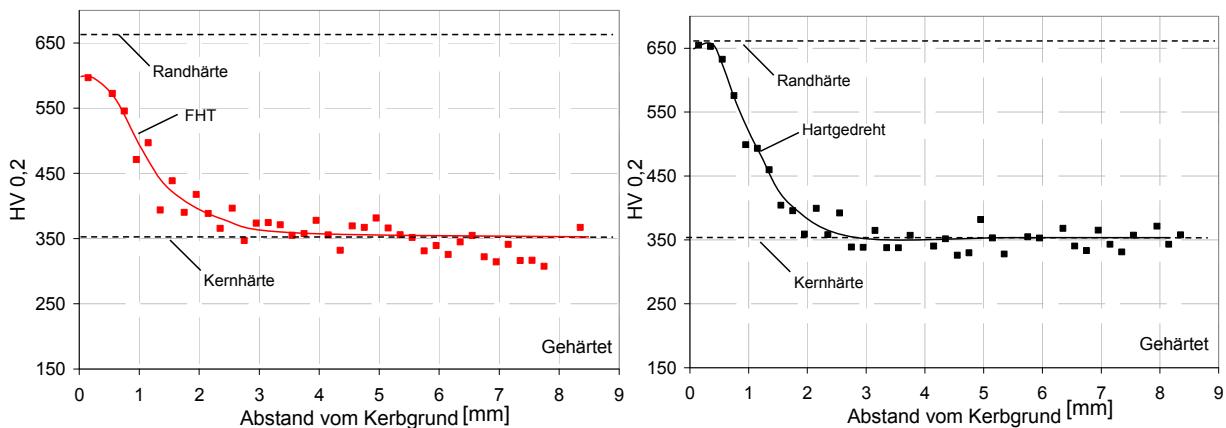 650
550
450
350
250
150
HV 0,2
Randhärte
FHT
Kernhärte
Gehärtet
0 1 2 3 4 5 6 7 8 9
Abstand vom Kerbgrund [mm]
650
550
450
350
250
150
HV 0,2
Randhärte
Hartgedreht
Kernhärte
Gehärtet
0 1 2 3 4 5 6 7 8 9
Abstand vom Kerbgrund [mm]